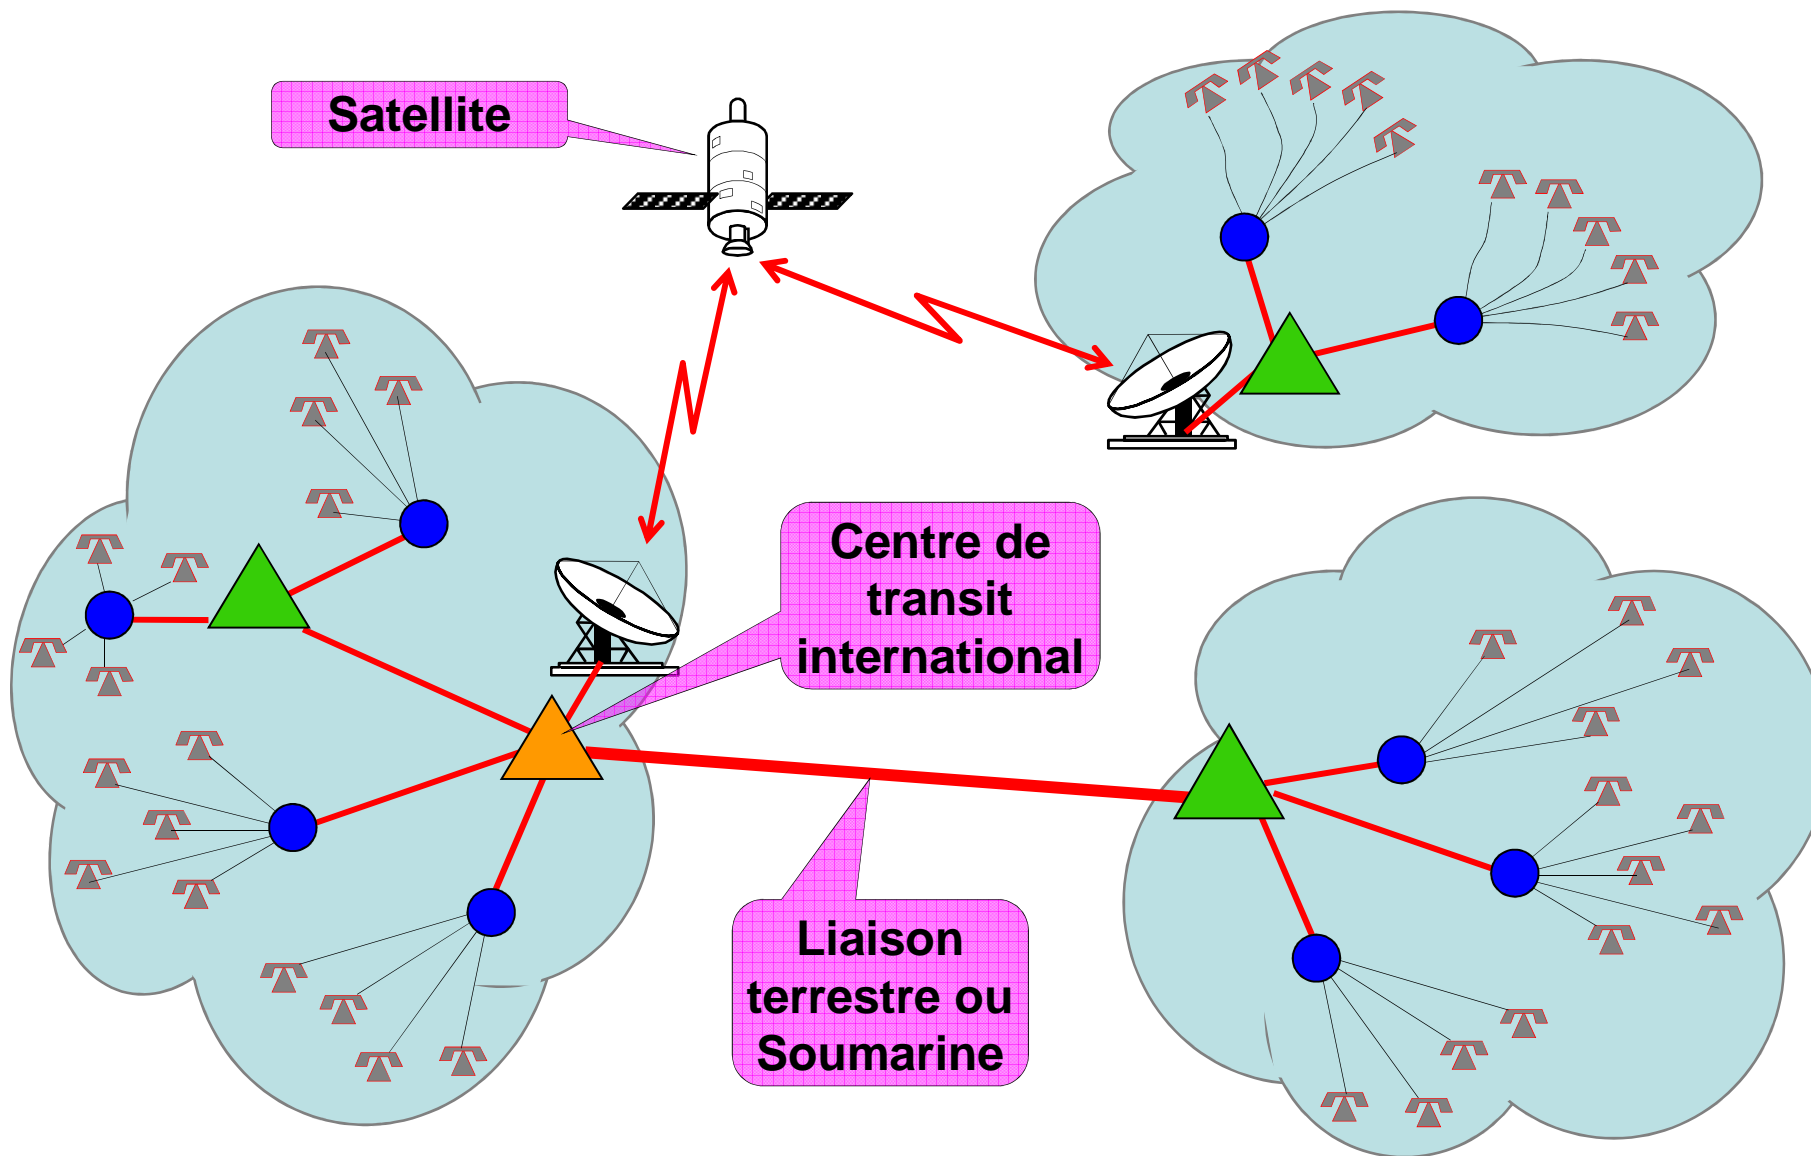 Satellite
Centre de
transit
international
Liaison
terrestre ou
Soumarine